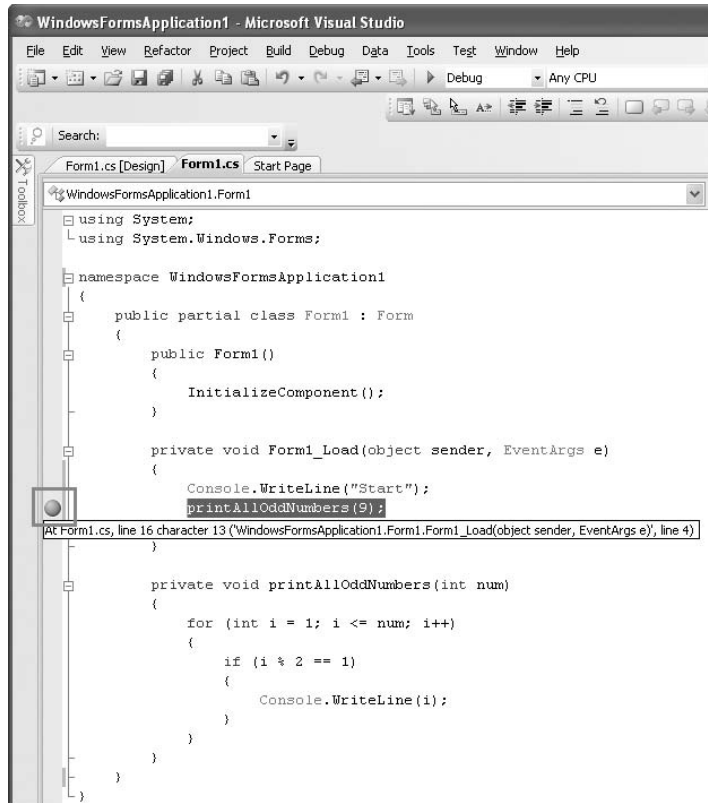 WindowsFormsApplication1 - Microsoft Visual Studio
File Edit View Refactor Project Build Debug Data Tools Test Window Help
Debug Any CPU
Search:
Toolbox
Form1.cs [Design] Form1.cs Start Page
WindowsFormsApplication1.Form1
using System;
using System.Windows.Forms;
namespace WindowsFormsApplication1
{
public partial class Form1 : Form
{
public Form1()
{
InitializeComponent();
}
private void Form1_Load(object sender, EventArgs e)
{
Console.WriteLine("Start");
printAllOddNumbers(9);
At Form1.cs, line 16 character 13 ('WindowsFormsApplication1.Form1.Form1_Load(object sender, EventArgs e)', line 4)
}
private void printAllOddNumbers(int num)
{
for (int i = 1; i <= num; i++)
{
if (i % 2 == 1)
{
Console.WriteLine(i);
}
}
}
}
}